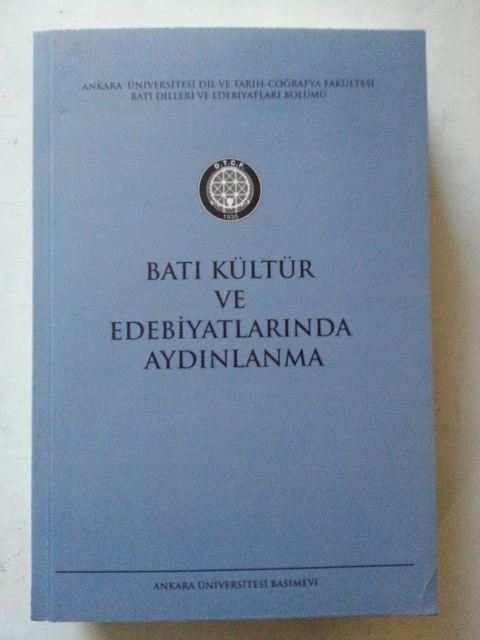 ANKARA ÜNİVERSİTESİ DİL VE TARİH-COĞRAFYA FAKÜLTESİ
BATI DİLLERİ VE EDEBİYATLARI BÖLÜMÜ
D.T.C.F.
1935
BATI KÜLTÜR
VE
EDEBİYATLARINDA
AYDINLANMA
ANKARA ÜNİVERSİTESİ BASIMEVİ